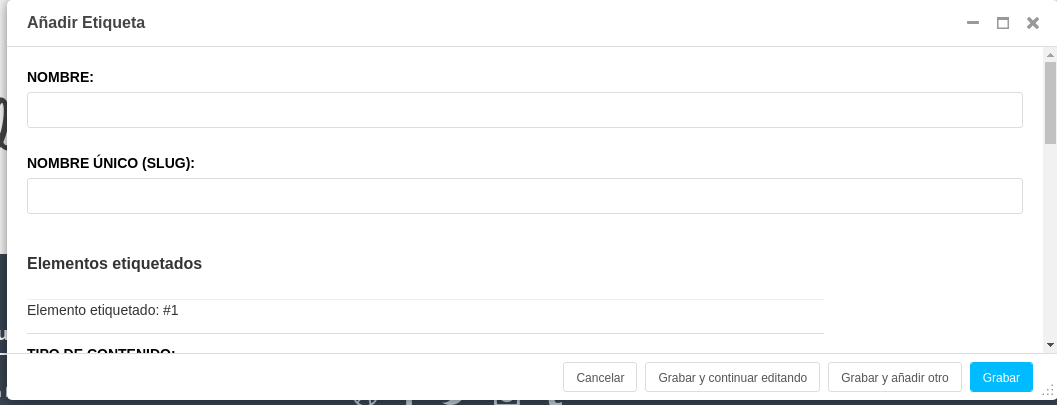 Añadir Etiqueta
NOMBRE:
NOMBRE ÚNICO (SLUG):
Elementos etiquetados
Elemento etiquetado: #1
TIPO DE CONTENIDO:
Cancelar
Grabar y continuar editando
Grabar y añadir otro
Grabar